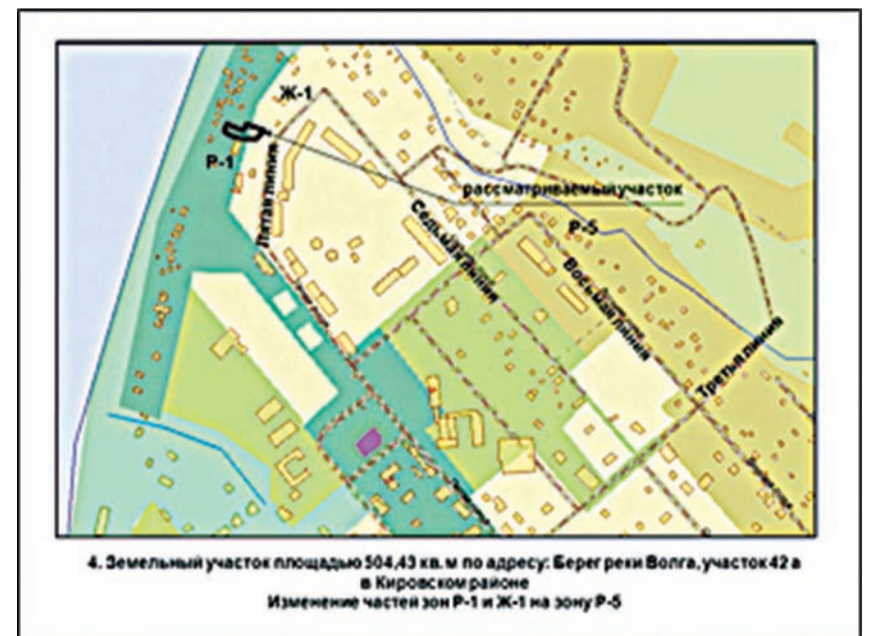 Ж-1
Р-1
Пятая линия
рассматриваемый участок
Седьмая линия
Р-5
Восьмая линия
Третья линия
4. Земельный участок площадью 504,43 кв. м по адресу: Берег реки Волга, участок 42 а
в Кировском районе
Изменение частей зон Р-1 и Ж-1 на зону Р-5